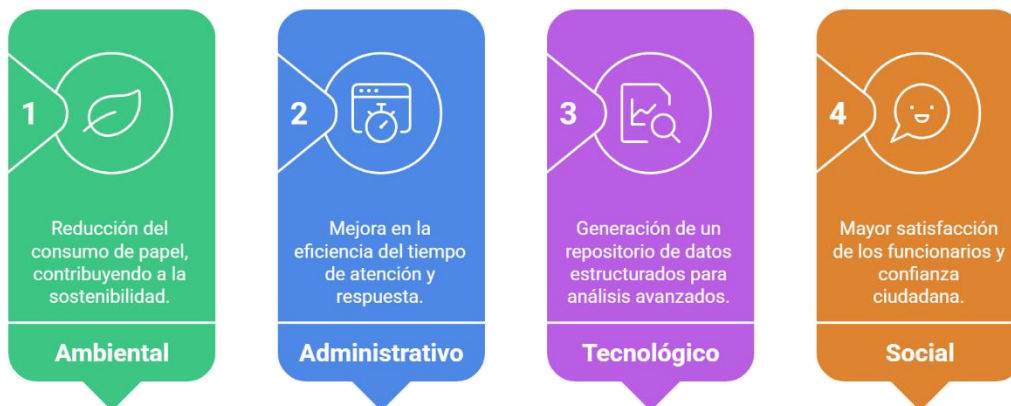 1
Reducción del
consumo de papel,
contribuyendo a la
sostenibilidad.
Ambiental
2
Mejora en la
eficiencia del tiempo
de atención y
respuesta.
Administrativo
3
Generación de un
repositorio de datos
estructurados para
análisis avanzados.
Tecnológico
4
Mayor satisfacción
de los funcionarios y
confianza
ciudadana.
Social